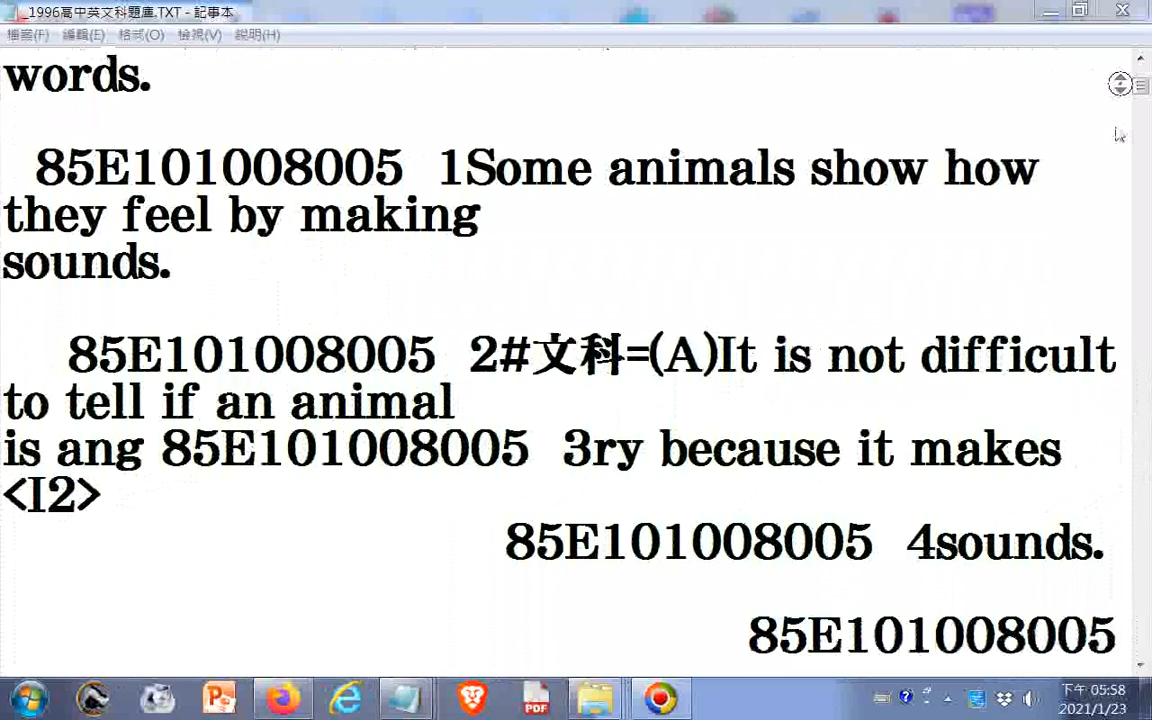 _1996高中英文科題庫.TXT - 記事本
檔案(F) 編輯(E) 格式(O) 檢視(V) 說明(H)
words.
85E101008005 1Some animals show how
they feel by making
sounds.
85E101008005 2#文科=(A)It is not difficult
to tell if an animal
is ang 85E101008005 3ry because it makes
<I2>
85E101008005 4sounds.
85E101008005
PDF
下午 05:58
2021/1/23